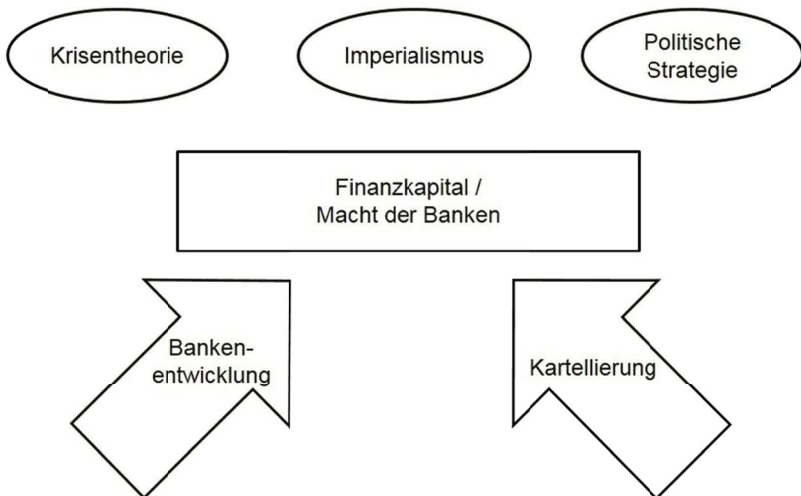 Krisentheorie
Imperialismus
Politische
Strategie
Finanzkapital /
Macht der Banken
Banken-
entwicklung
Kartellierung